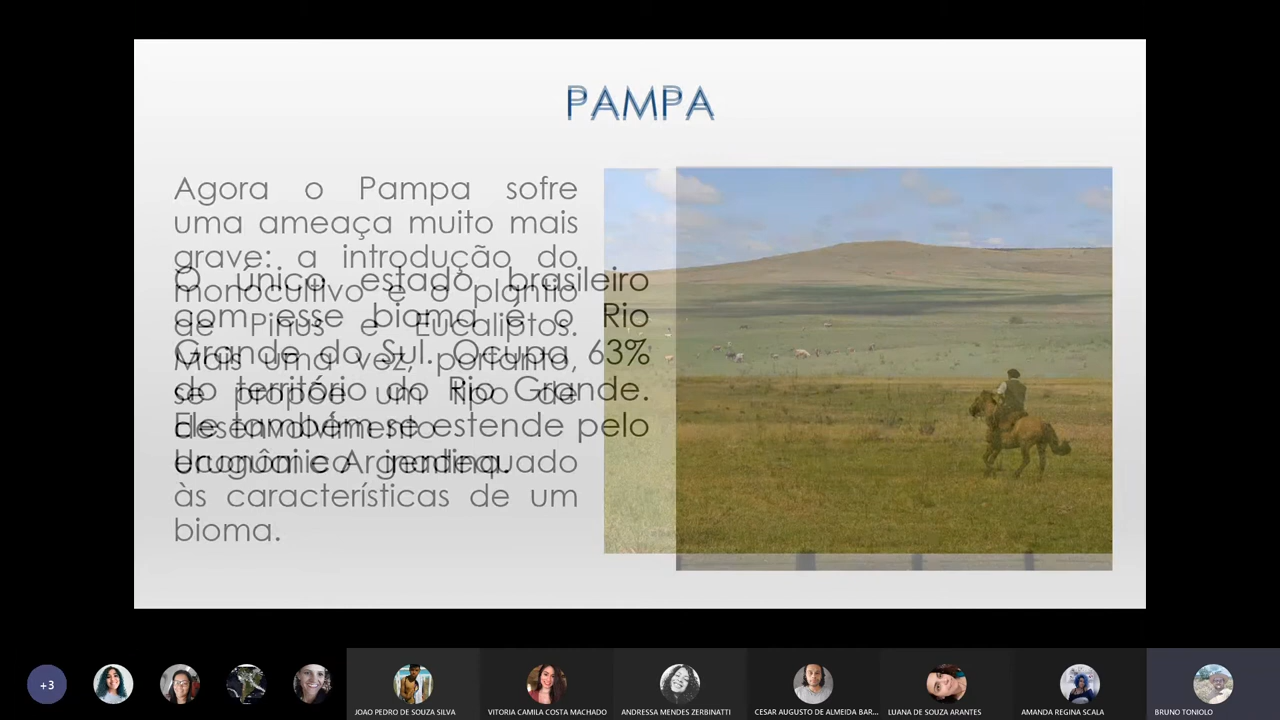 PAMPA
Agora o Pampa sofre
uma ameaça muito mais
grave: a introdução do
monocultivo e o plantio
de Pinus e Eucaliptos.
Mais uma vez, portanto,
se propõe um tipo de
desenvolvimento
econômico inadequado
às características de um
bioma.
O único estado brasileiro
com esse bioma é o Rio
Grande do Sul. Ocupa 63%
do território do Rio Grande.
Ele também se estende pelo
Uruguai e Argentina.
+3
JOAO PEDRO DE SOUZA SILVA
VITORIA CAMILA COSTA MACHADO
ANDRESSA MENDES ZERBINATTI
CESAR AUGUSTO DE ALMEIDA BAR...
LUANA DE SOUZA ARANTES
AMANDA REGINA SCALA
BRUNO TONIOLO